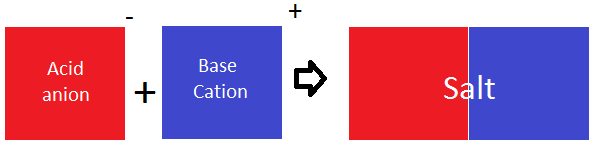 -
+
Acid
anion
+
Base
Cation
Salt